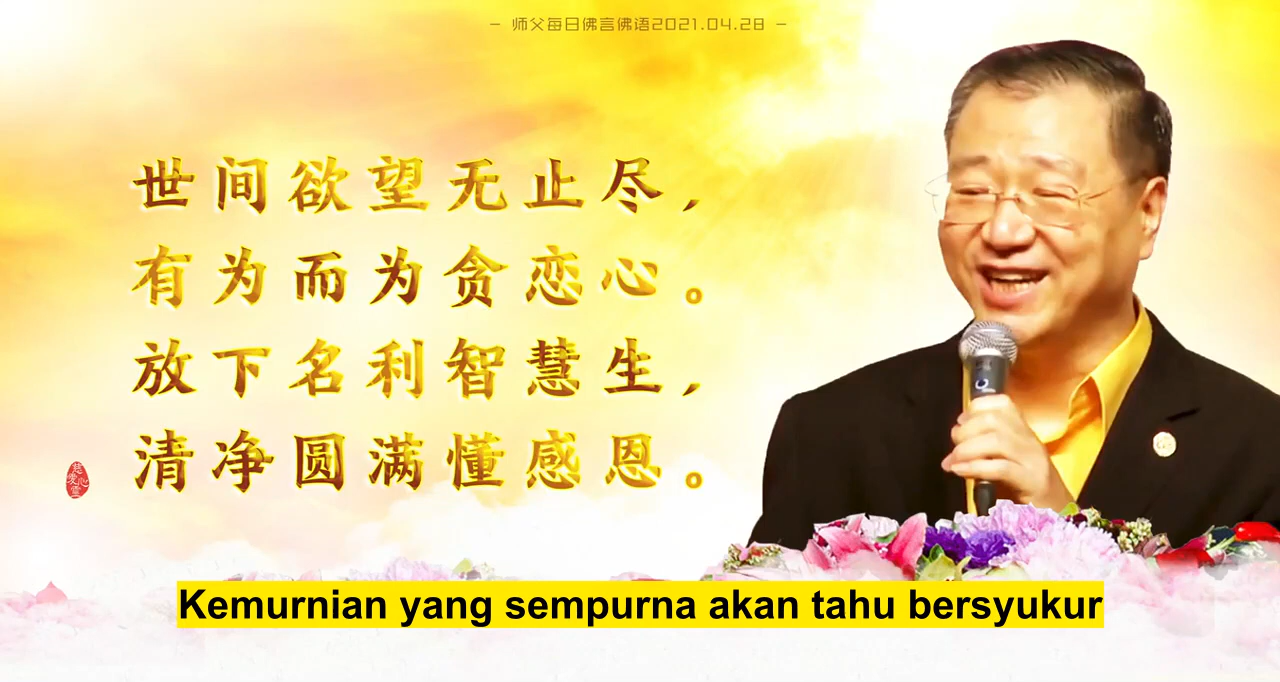 — 师父每日佛言佛语2021.04.28 —
世间欲望无止尽，
有为而为贪恋心。
放下名利智慧生，
清净圆满懂感恩。
Kemurnian yang sempurna akan tahu bersyukur